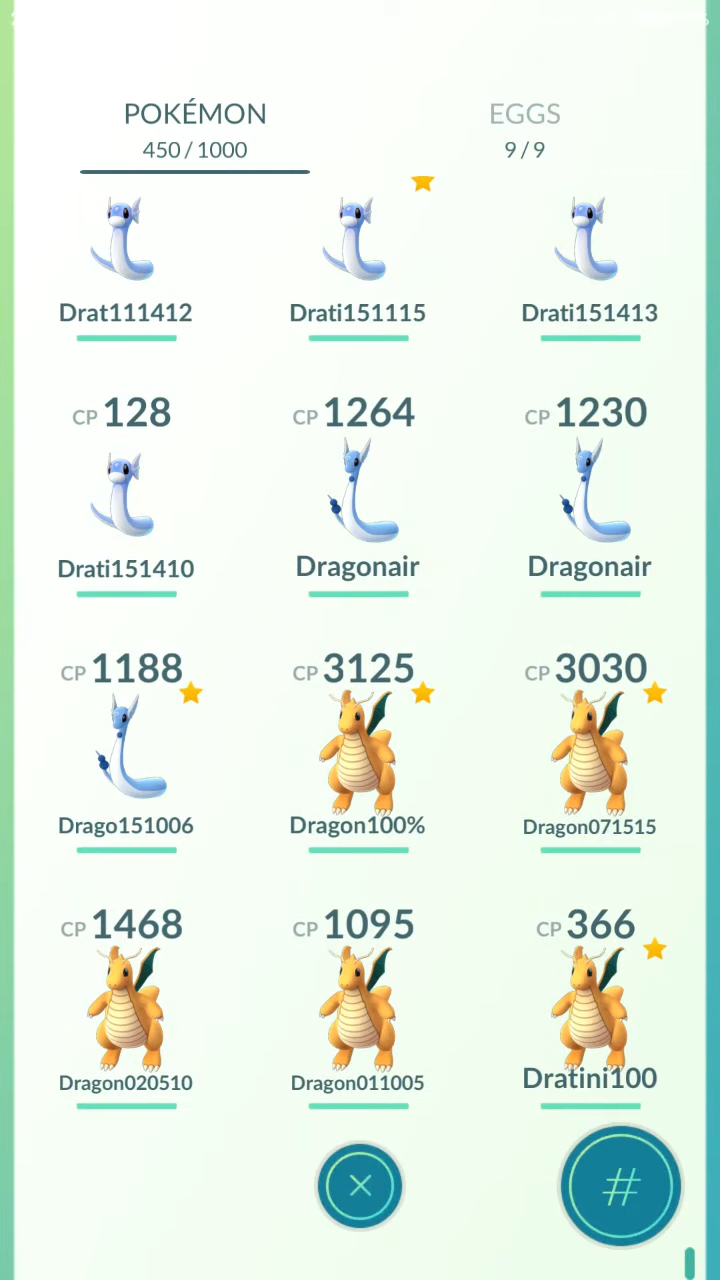 POKÉMON EGGS
450 / 1000 9 / 9
Drat111412 Drati151115 Drati151413
CP 128 CP 1264 CP 1230
Drati151410 Dragonair Dragonair
CP 1188 CP 3125 CP 3030
Drago151006 Dragon100% Dragon071515
CP 1468 CP 1095 CP 366
Dragon020510 Dragon011005 Dratini100
× #